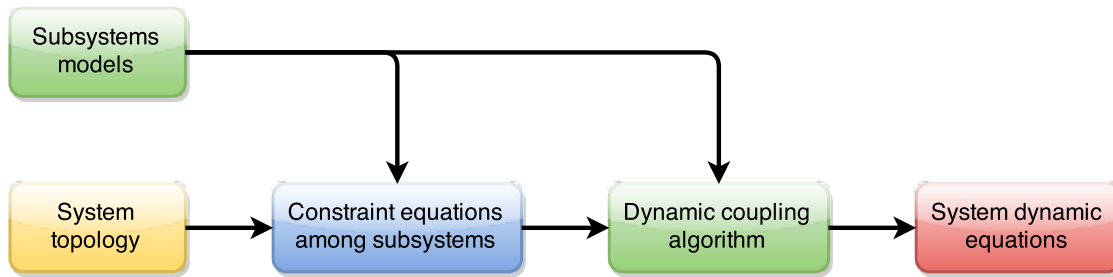 Subsystems
models
System
topology
Constraint equations
among subsystems
Dynamic coupling
algorithm
System dynamic
equations